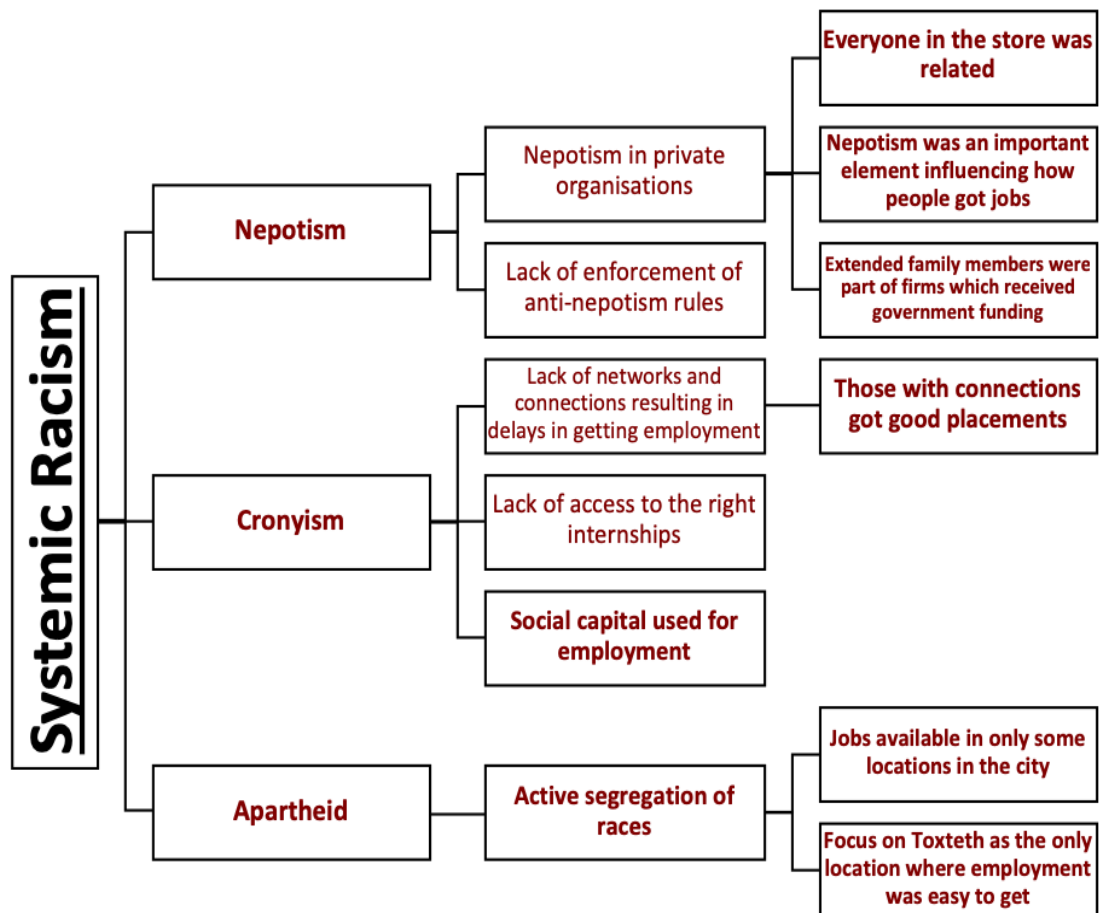 Systemic Racism
Nepotism
Nepotism in private
organisations
Everyone in the store was
related
Nepotism was an important
element influencing how
people got jobs
Extended family members were
part of firms which received
government funding
Lack of enforcement of
anti-nepotism rules
Cronyism
Lack of networks and
connections resulting in
delays in getting employment
Those with connections
got good placements
Lack of access to the right
internships
Social capital used for
employment
Apartheid
Active segregation of
races
Jobs available in only some
locations in the city
Focus on Toxteth as the only
location where employment
was easy to get